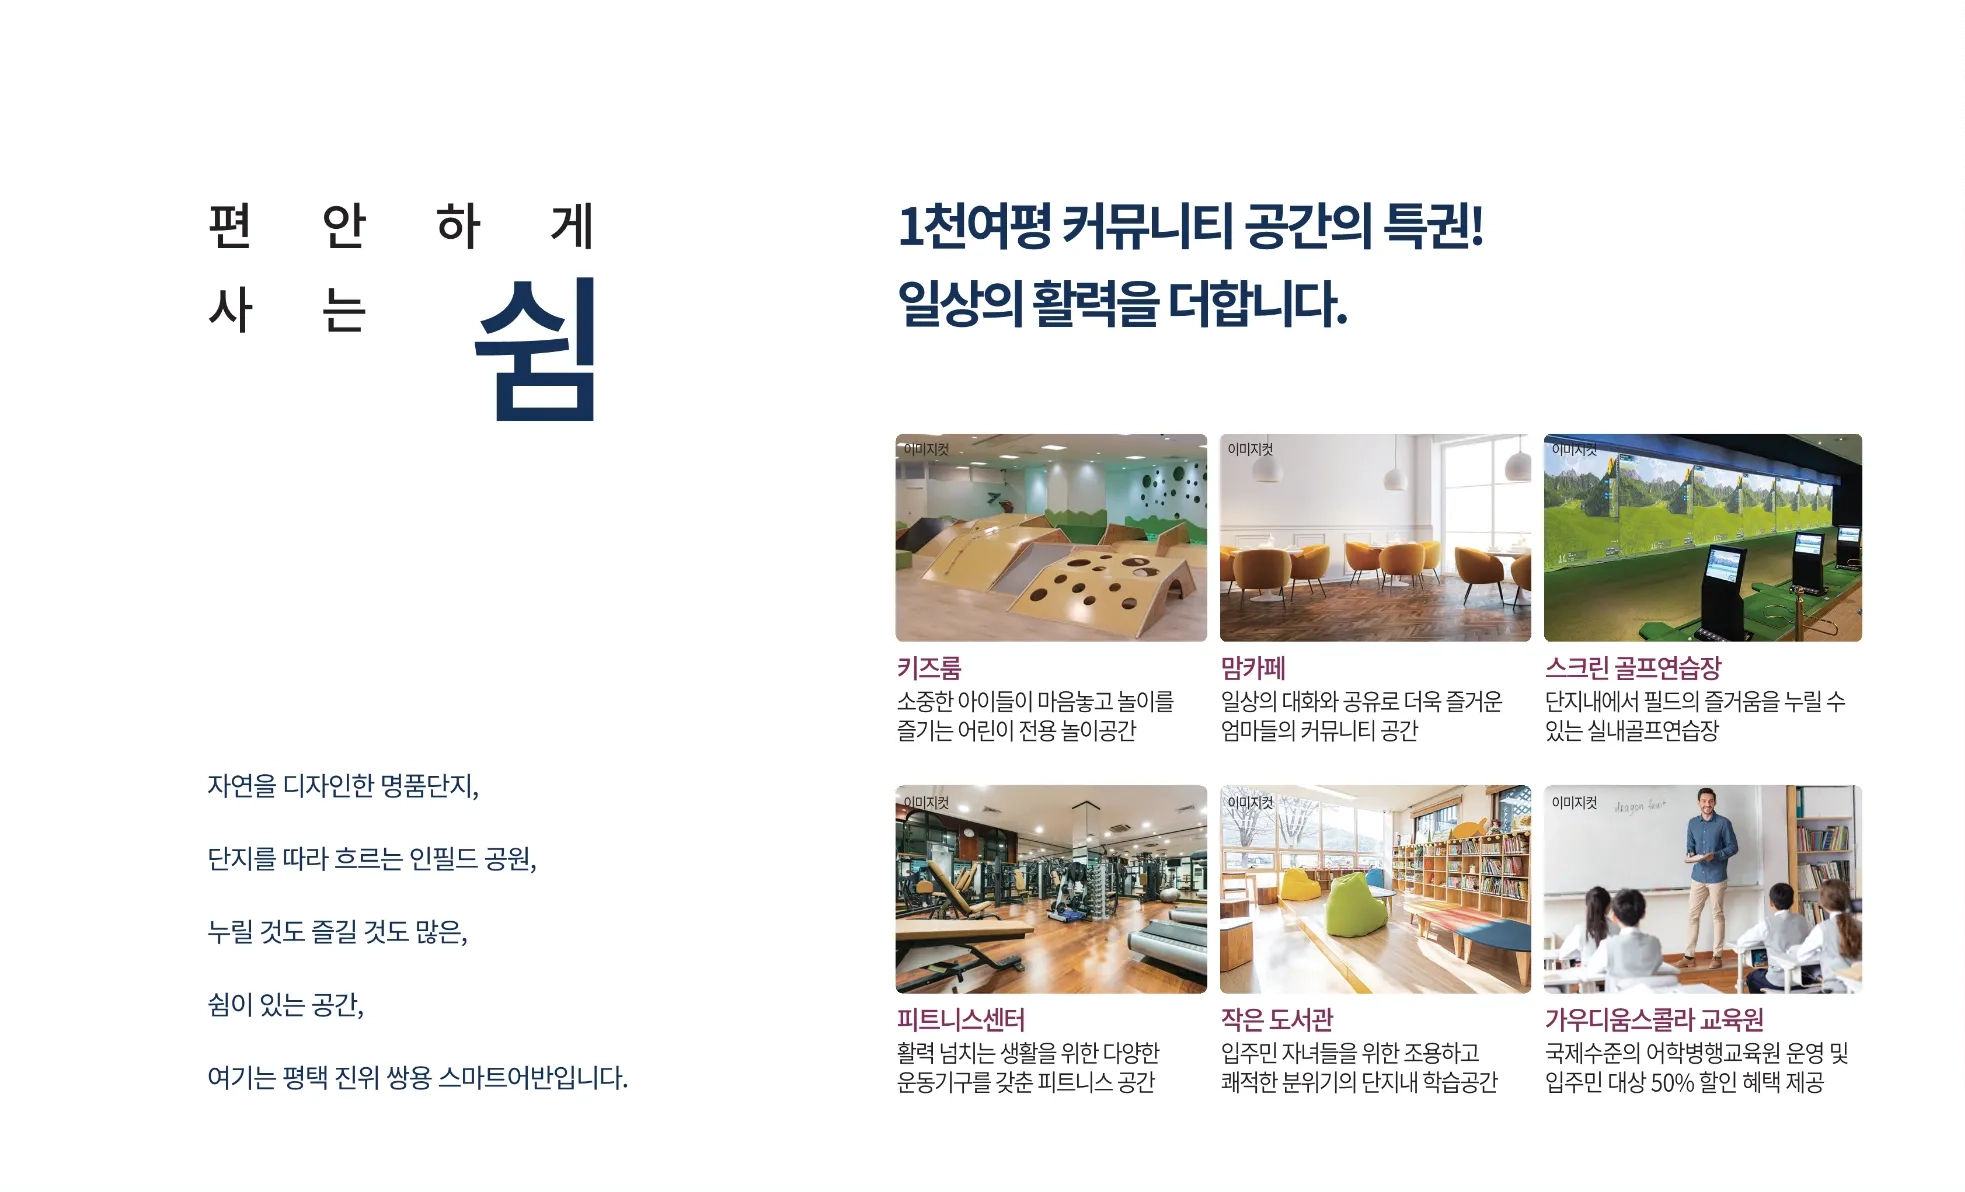 편안하게
사는 쉼
자연을 디자인한 명품단지,
단지를 따라 흐르는 인필드 공원,
누릴 것도 즐길 것도 많은,
쉼이 있는 공간,
여기는 평택 진위 쌍용 스마트어반입니다.
1천여평 커뮤니티 공간의 특권!
일상의 활력을 더합니다.
이미지컷
키즈룸
소중한 아이들이 마음놓고 놀이를
즐기는 어린이 전용 놀이공간
이미지컷
맘카페
일상의 대화와 공유로 더욱 즐거운
엄마들의 커뮤니티 공간
이미지컷
스크린 골프연습장
단지내에서 필드의 즐거움을 누릴 수
있는 실내골프연습장
이미지컷
피트니스센터
활력 넘치는 생활을 위한 다양한
운동기구를 갖춘 피트니스 공간
이미지컷
작은 도서관
입주민 자녀들을 위한 조용하고
쾌적한 분위기의 단지내 학습공간
이미지컷
dragon fruit
가우디움스콜라 교육원
국제수준의 어학병행교육원 운영 및
입주민 대상 50% 할인 혜택 제공